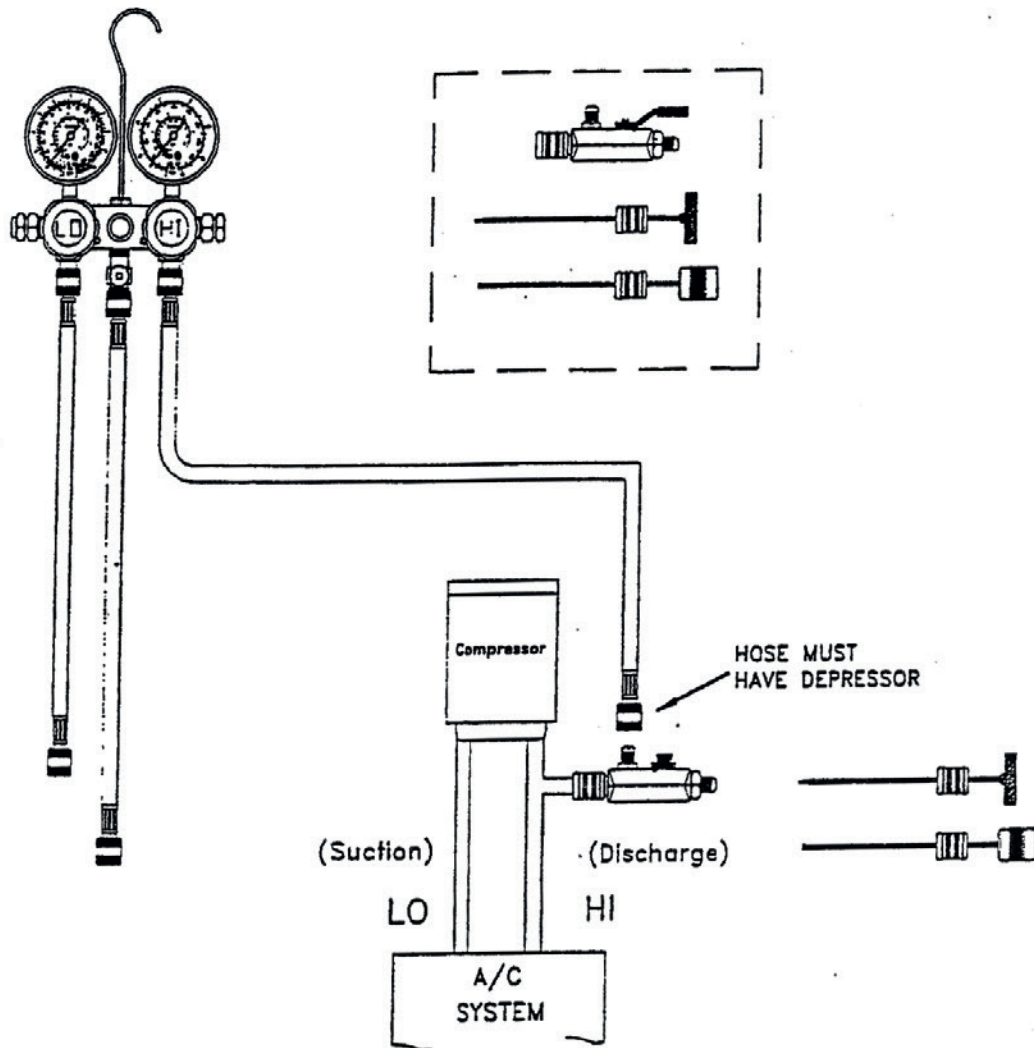 LO
HI
Compressor
HOSE MUST
HAVE DEPRESSOR
(Suction)
(Discharge)
LO
HI
A/C
SYSTEM